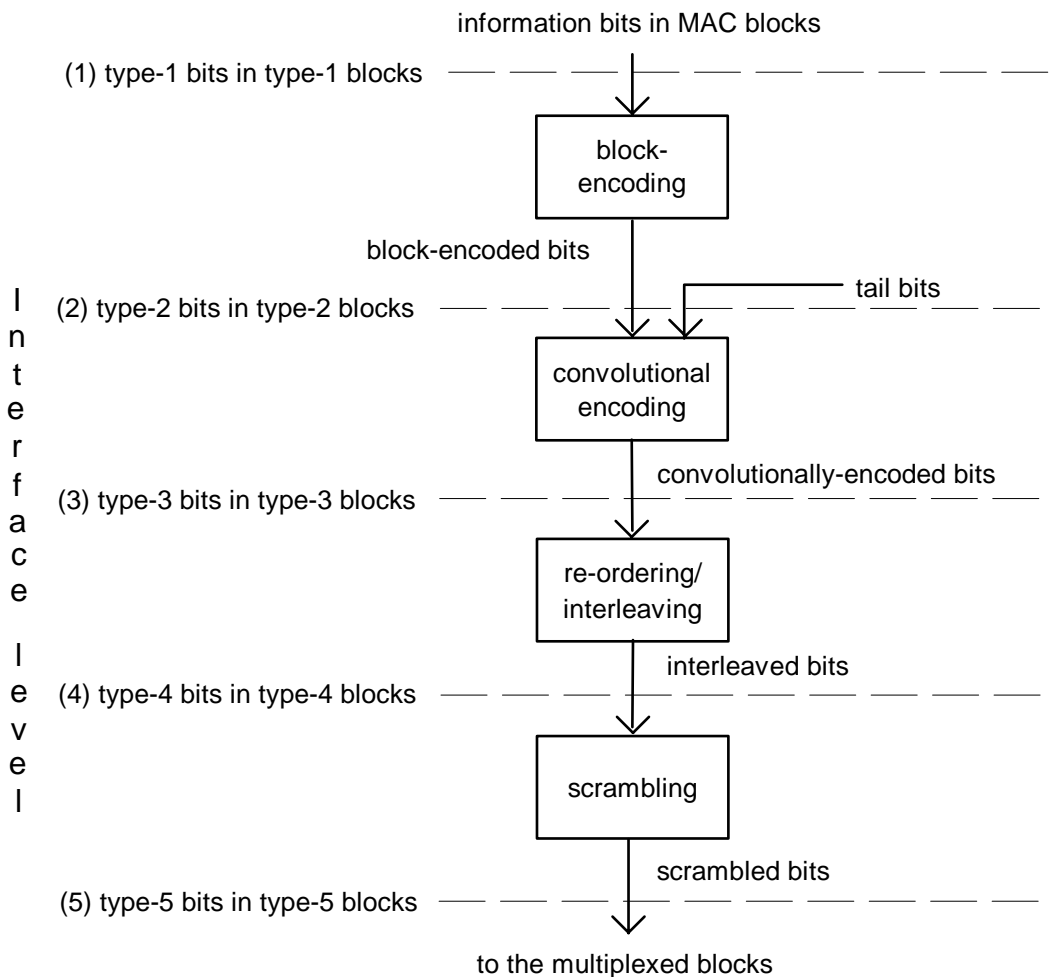 information bits in MAC blocks
(1) type-1 bits in type-1 blocks
block-
encoding
block-encoded bits
tail bits
(2) type-2 bits in type-2 blocks
convolutional
encoding
convolutionally-encoded bits
(3) type-3 bits in type-3 blocks
re-ordering/
interleaving
interleaved bits
(4) type-4 bits in type-4 blocks
scrambling
scrambled bits
(5) type-5 bits in type-5 blocks
to the multiplexed blocks
Interface level